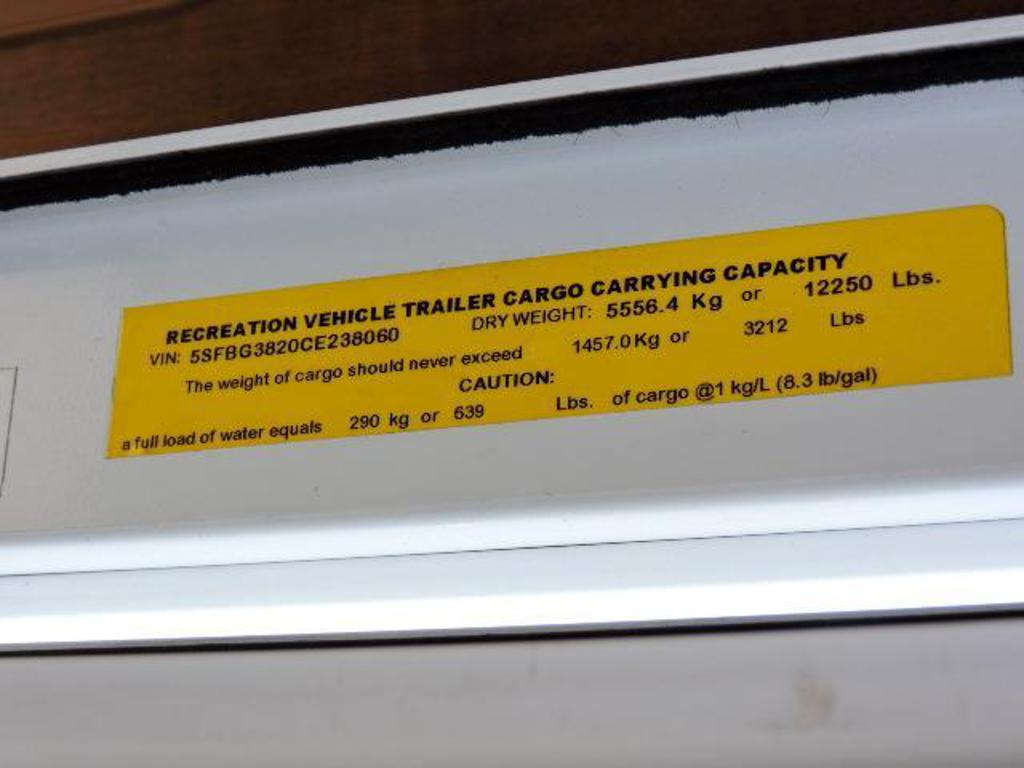 RECREATION VEHICLE TRAILER CARGO CARRYING CAPACITY
VIN: 5SFBG3820CE238060 DRY WEIGHT: 5556.4 Kg or 12250 Lbs.
The weight of cargo should never exceed 1457.0Kg or 3212 Lbs
CAUTION:
a full load of water equals 290 kg or 639 Lbs. of cargo @1 kg/L (8.3 lb/gal)